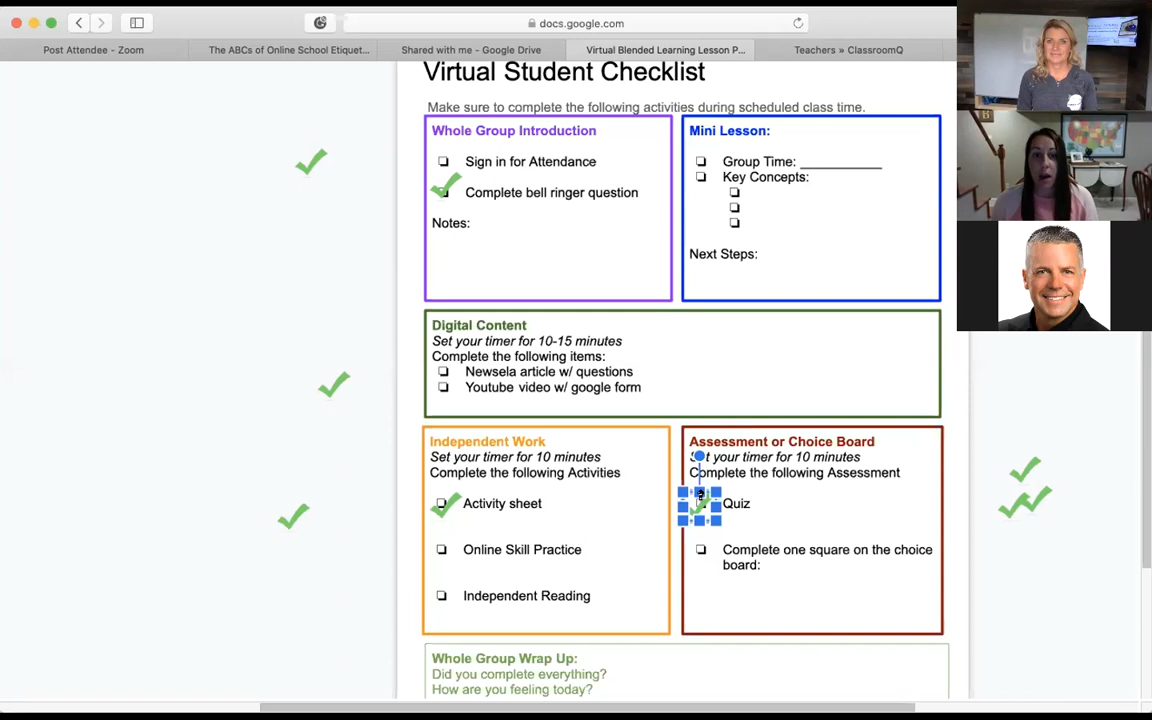 docs.google.com
Post Attendee - Zoom
The ABCs of Online School Etiquet...
Shared with me - Google Drive
Virtual Blended Learning Lesson P...
Teachers » ClassroomQ
Virtual Student Checklist
Make sure to complete the following activities during scheduled class time.
Whole Group Introduction
Sign in for Attendance
Complete bell ringer question
Notes:
Mini Lesson:
Group Time: __________
Key Concepts:
Next Steps:
Digital Content
Set your timer for 10-15 minutes
Complete the following items:
Newsela article w/ questions
Youtube video w/ google form
Independent Work
Set your timer for 10 minutes
Complete the following Activities
Activity sheet
Online Skill Practice
Independent Reading
Assessment or Choice Board
Set your timer for 10 minutes
Complete the following Assessment
Quiz
Complete one square on the choice
board:
Whole Group Wrap Up:
Did you complete everything?
How are you feeling today?